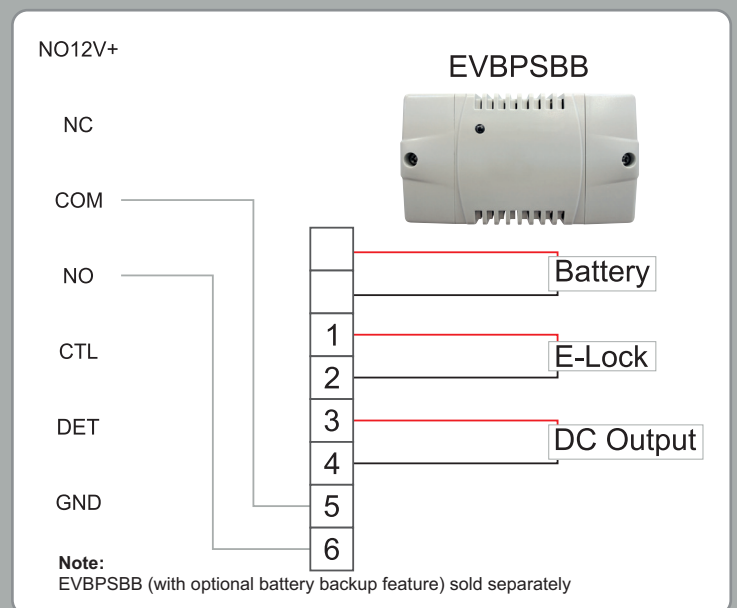 NO12V+
EVBPSBB
NC
COM
NO
Battery
1
CTL
E-Lock
2
3
DET
DC Output
4
GND
5
6
Note:
EVBPSBB (with optional battery backup feature) sold separately